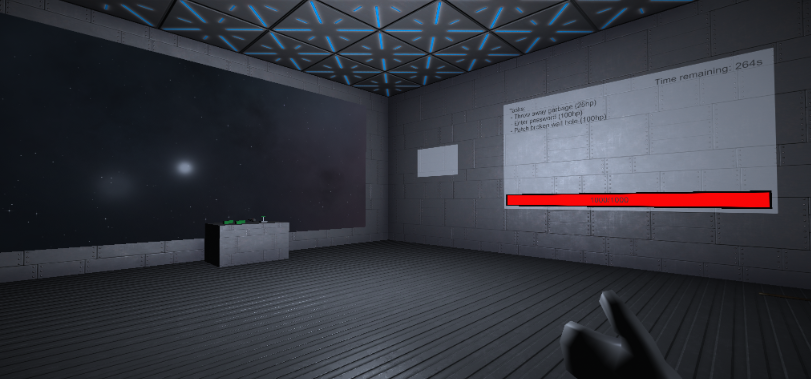 Time remaining: 264s
Tasks:
- Throw away garbage (25hp)
- Enter password (100hp)
- Patch broken wall hole (100hp)